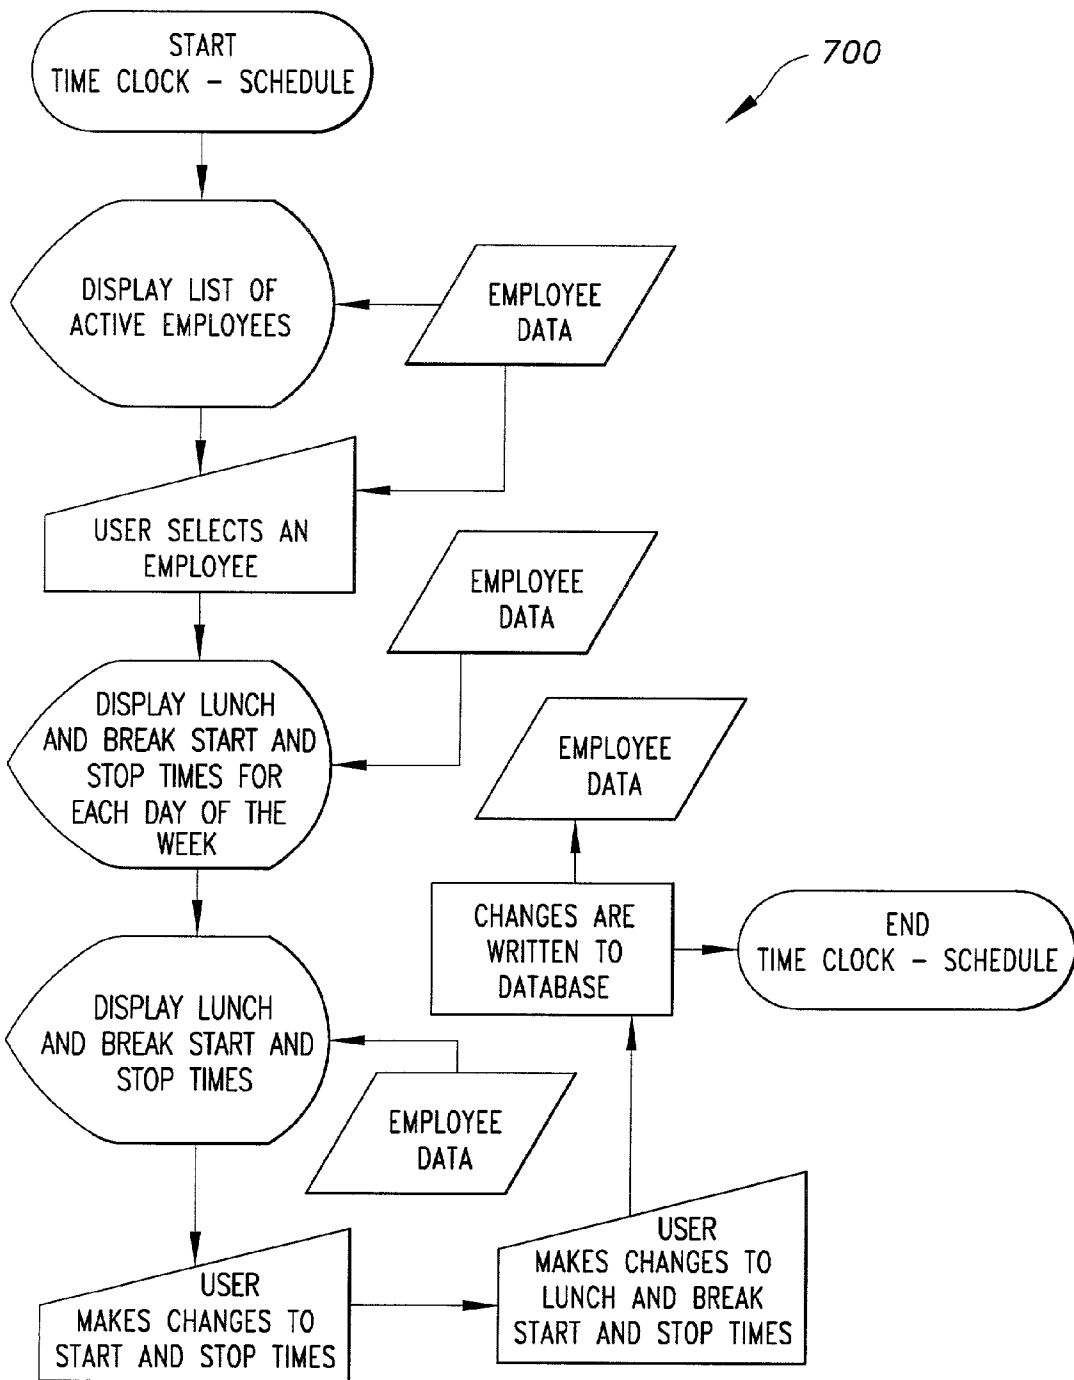 START
TIME CLOCK – SCHEDULE
700
DISPLAY LIST OF
ACTIVE EMPLOYEES
EMPLOYEE
DATA
USER SELECTS AN
EMPLOYEE
EMPLOYEE
DATA
DISPLAY LUNCH
AND BREAK START AND
STOP TIMES FOR
EACH DAY OF THE
WEEK
EMPLOYEE
DATA
CHANGES ARE
WRITTEN TO
DATABASE
END
TIME CLOCK – SCHEDULE
DISPLAY LUNCH
AND BREAK START AND
STOP TIMES
EMPLOYEE
DATA
USER
MAKES CHANGES TO
START AND STOP TIMES
USER
MAKES CHANGES TO
LUNCH AND BREAK
START AND STOP TIMES